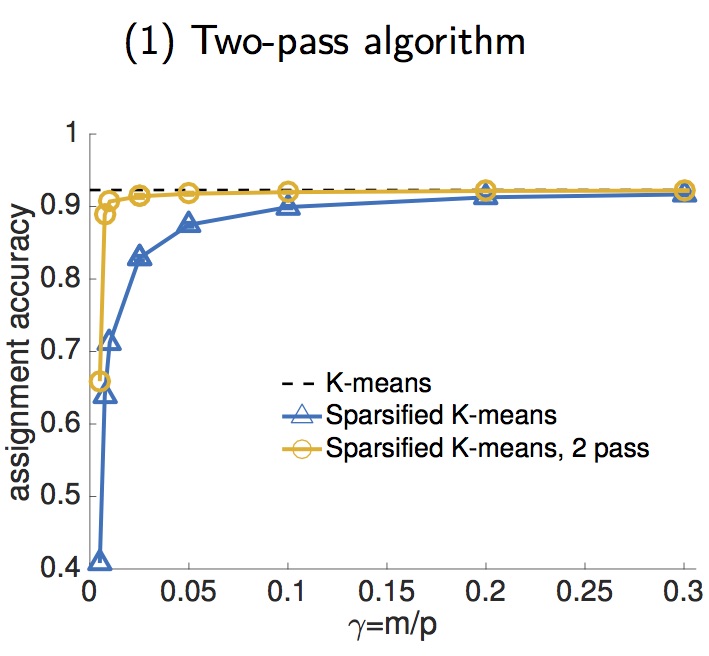 (1) Two-pass algorithm
1
0.9
0.8
0.7
0.6
0.5
0.4
assignment accuracy
K-means
Sparsified K-means
Sparsified K-means, 2 pass
0 0.05 0.1 0.15 0.2 0.25 0.3
γ=m/p